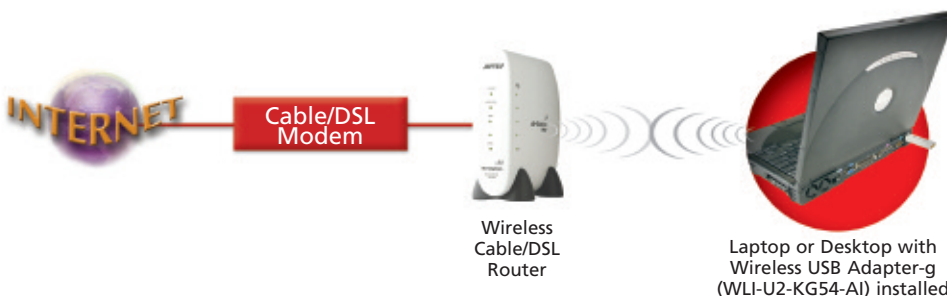 INTERNET
Cable/DSL
Modem
Wireless
Cable/DSL
Router
Laptop or Desktop with
Wireless USB Adapter-g
(WLI-U2-KG54-AI) installed